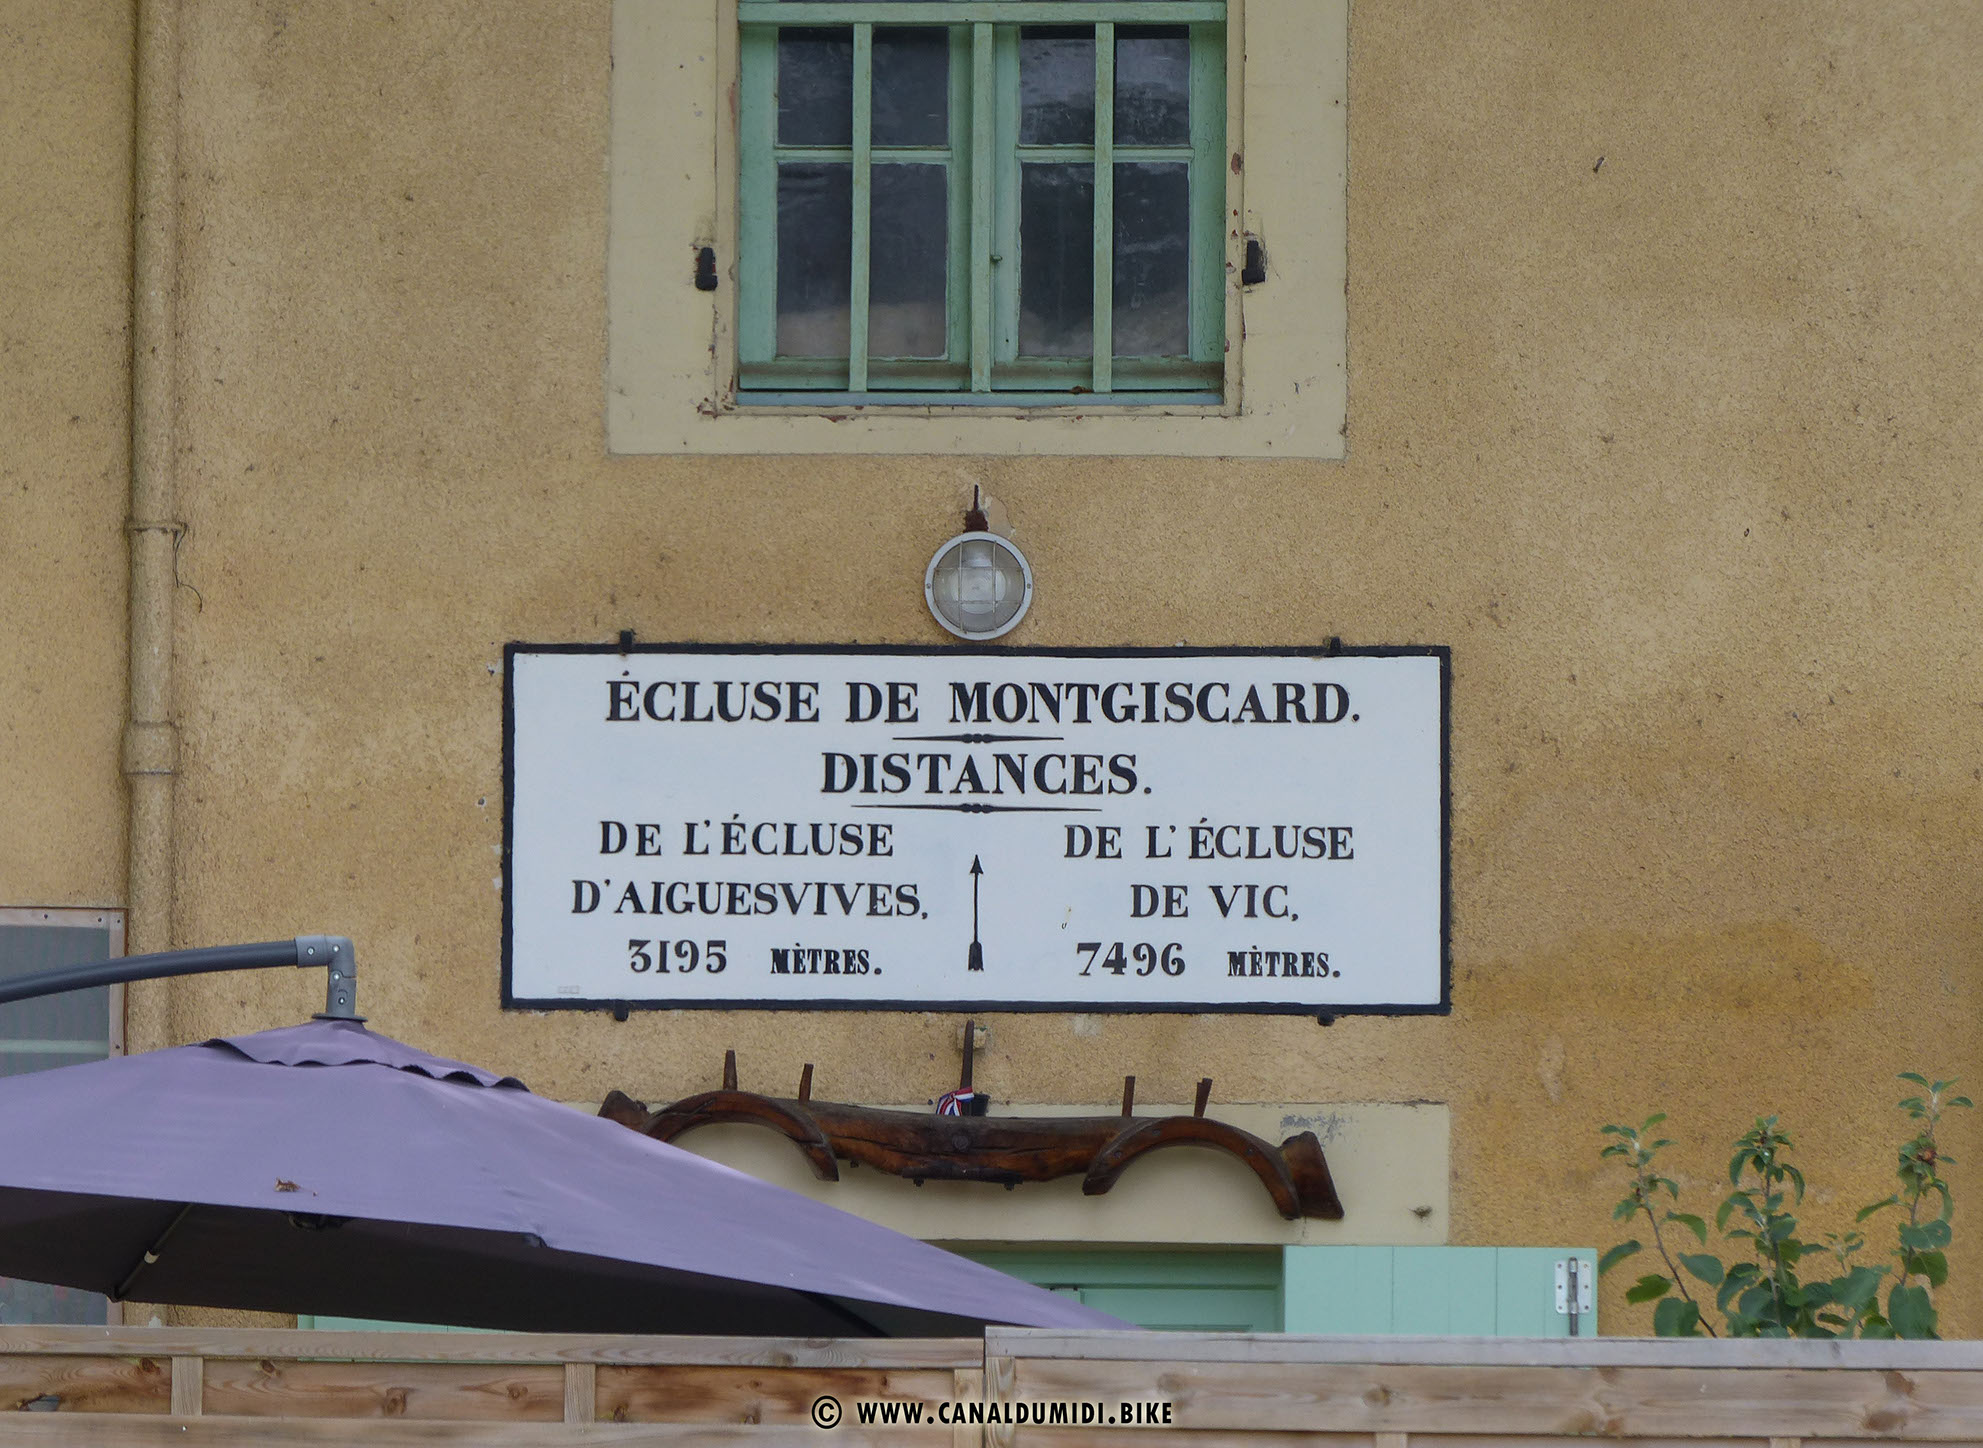 ÉCLUSE DE MONTGISCARD.
DISTANCES.
DE L'ÉCLUSE
D'AIGUESVIVES,
3195 MÈTRES.
DE L'ÉCLUSE
DE VIC,
7496 MÈTRES.
© WWW.CANALDUMIDI.BIKE